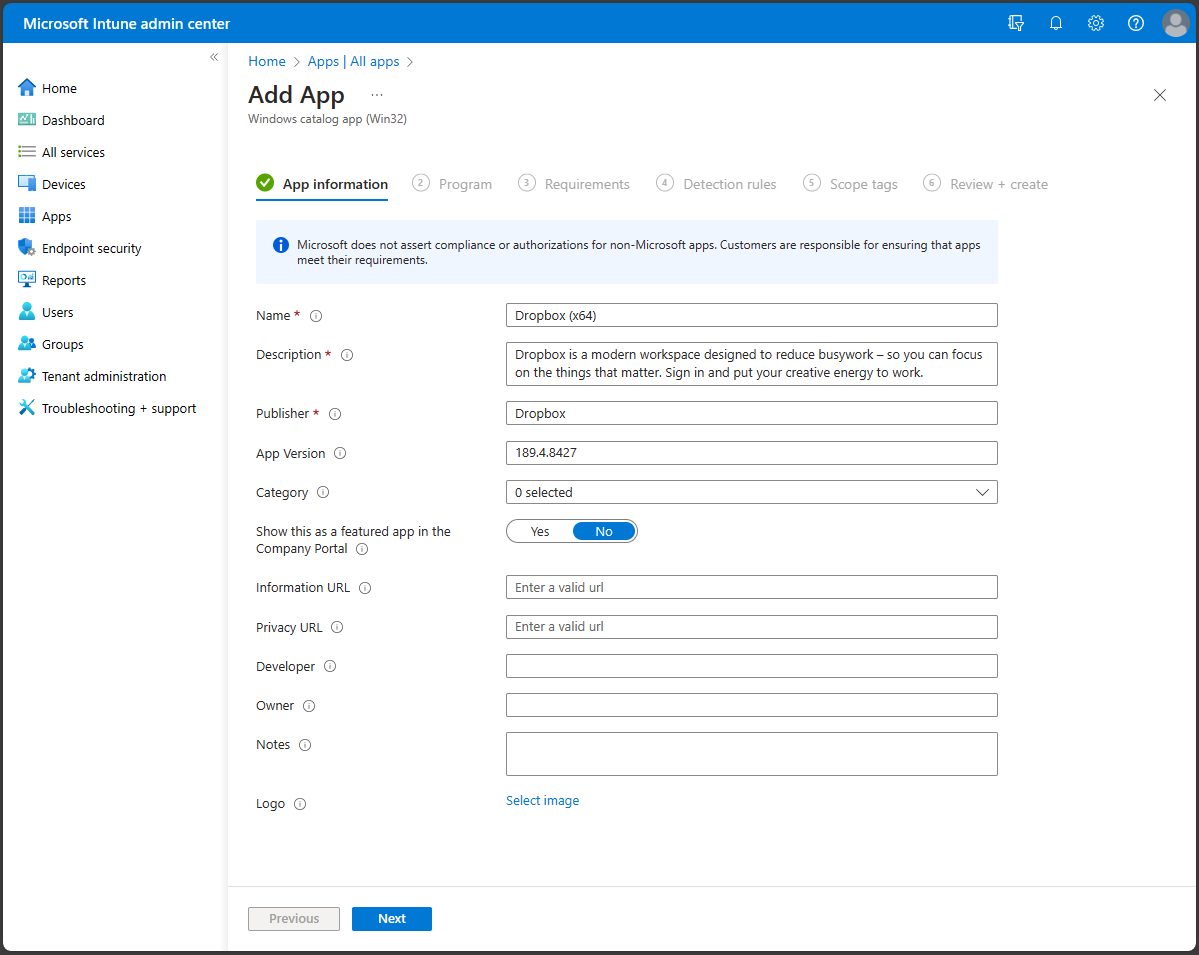 Microsoft Intune admin center
Home
Dashboard
All services
Devices
Apps
Endpoint security
Reports
Users
Groups
Tenant administration
Troubleshooting + support
Home > Apps | All apps >
Add App ...
Windows catalog app (Win32)
App information 2 Program 3 Requirements 4 Detection rules 5 Scope tags 6 Review + create
Microsoft does not assert compliance or authorizations for non-Microsoft apps. Customers are responsible for ensuring that apps
meet their requirements.
Name * Dropbox (x64)
Description * Dropbox is a modern workspace designed to reduce busywork – so you can focus
on the things that matter. Sign in and put your creative energy to work.
Publisher * Dropbox
App Version 189.4.8427
Category 0 selected
Show this as a featured app in the
Company Portal
Yes No
Information URL Enter a valid url
Privacy URL Enter a valid url
Developer
Owner
Notes
Logo Select image
Previous Next